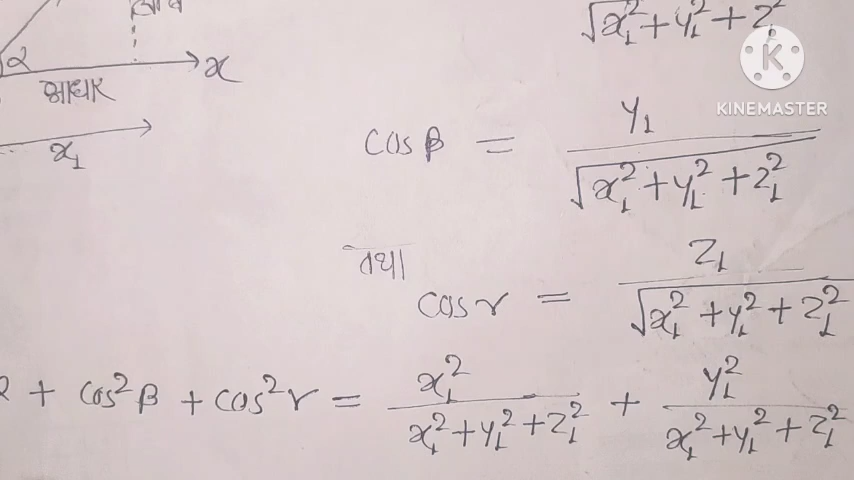 √x₁²+y₁²+z₁²
α
x
आधार
x₁
KINEMASTER
cos β = y₁ / √x₁²+y₁²+z₁²
तथा
cos r = z₁ / √x₁²+y₁²+z₁²
+ cos²β + cos²r = x₁² / x₁²+y₁²+z₁² + y₁² / x₁²+y₁²+z₁²